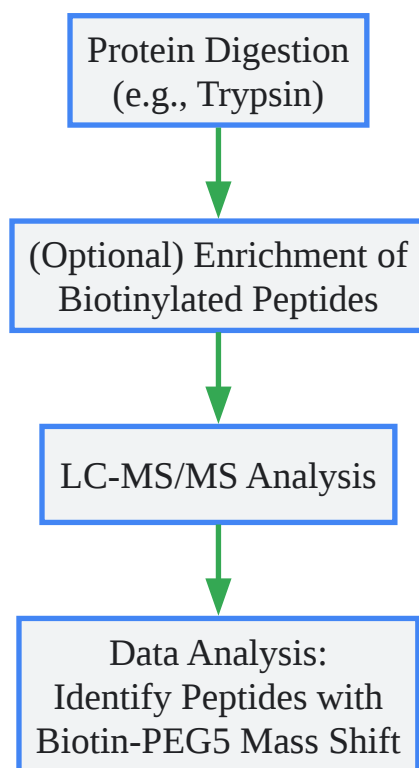 Protein Digestion
(e.g., Trypsin)
(Optional) Enrichment of
Biotinylated Peptides
LC-MS/MS Analysis
Data Analysis:
Identify Peptides with
Biotin-PEG5 Mass Shift